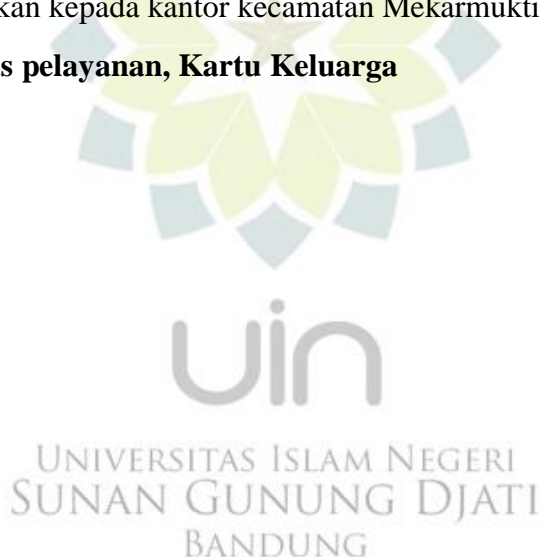 kan kepada kantor kecamatan Mekarmukti
s pelayanan, Kartu Keluarga
uin
UNIVERSITAS ISLAM NEGERI
SUNAN GUNUNG DJATI
BANDUNG